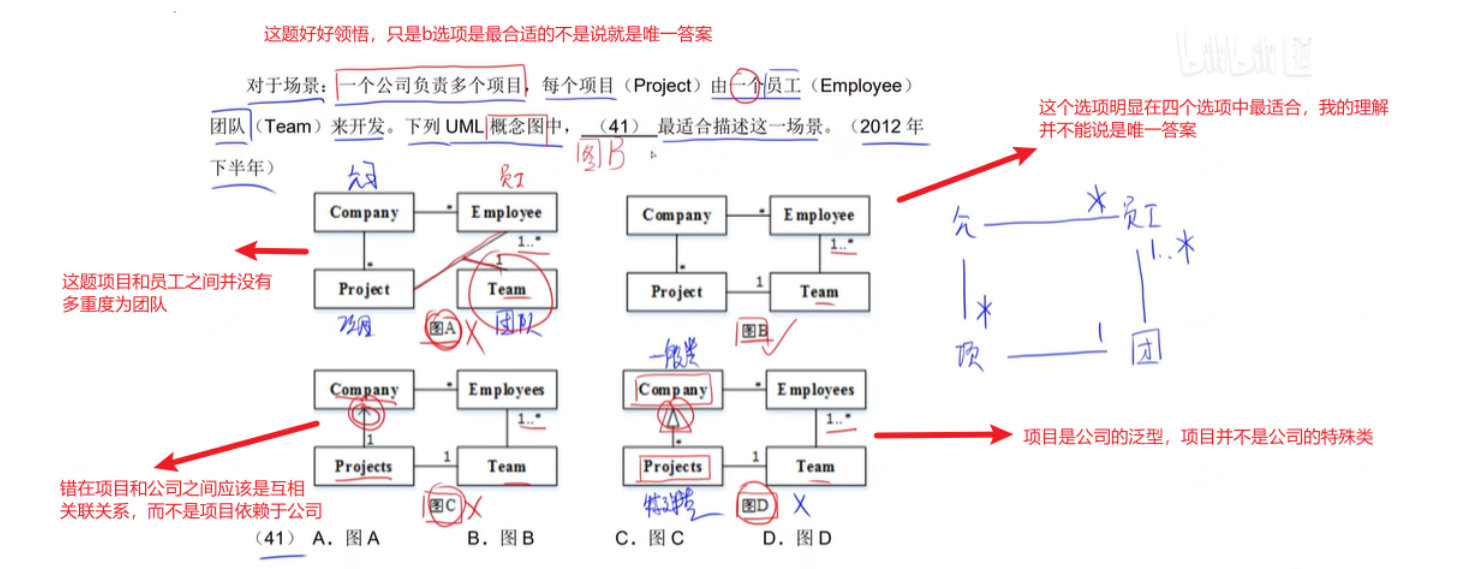 这题好好领悟，只是b选项是最合适的不是说就是唯一答案
bilibili
对于场景：一个公司负责多个项目，每个项目（Project）由一个员工（Employee）
团队（Team）来开发。下列 UML 概念图中，（41）最适合描述这一场景。（2012 年
下半年）
图B
这个选项明显在四个选项中最适合，我的理解
并不能说是唯一答案
公司
员工
Company
*
Employee
1..*
1
*
Project
Team
项目
图A
团队
这题项目和员工之间并没有
多重度为团队
Company
*
Employee
1..*
*
Project
1
Team
图B
公
*
员工
1..*
*
项
1
团
Company
*
Employees
1..*
1
Projects
1
Team
图C
错在项目和公司之间应该是互相
关联关系，而不是项目依赖于公司
一般类
Company
*
Employees
1..*
*
Projects
1
Team
特殊类
图D
项目是公司的泛型，项目并不是公司的特殊类
（41） A．图 A B．图 B C．图 C D．图 D